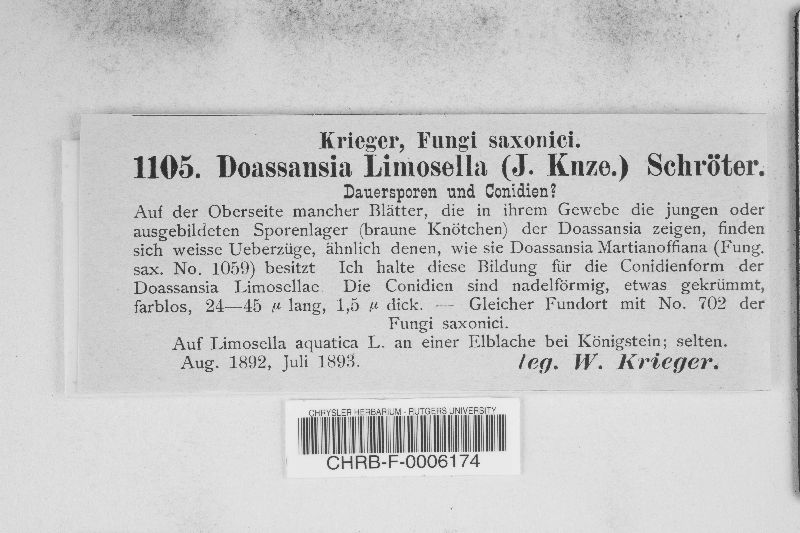 Krieger, Fungi saxonici.
1105. Doassansia Limosella (J. Knze.) Schröter.
Dauersporen und Conidien?
Auf der Oberseite mancher Blätter, die in ihrem Gewebe die jungen oder
ausgebildeten Sporenlager (braune Knötchen) der Doassansia zeigen, finden
sich weisse Ueberzüge, ähnlich denen, wie sie Doassansia Martianoffiana (Fung.
sax. No. 1059) besitzt Ich halte diese Bildung für die Conidienform der
Doassansia Limosellae Die Conidien sind nadelförmig, etwas gekrümmt,
farblos, 24—45 µ lang, 1,5 µ dick. — Gleicher Fundort mit No. 702 der
Fungi saxonici.
Auf Limosella aquatica L. an einer Elblache bei Königstein; selten.
Aug. 1892, Juli 1893. leg. W. Krieger.
CHRYSLER HERBARIUM - RUTGERS UNIVERSITY
CHRB-F-0006174